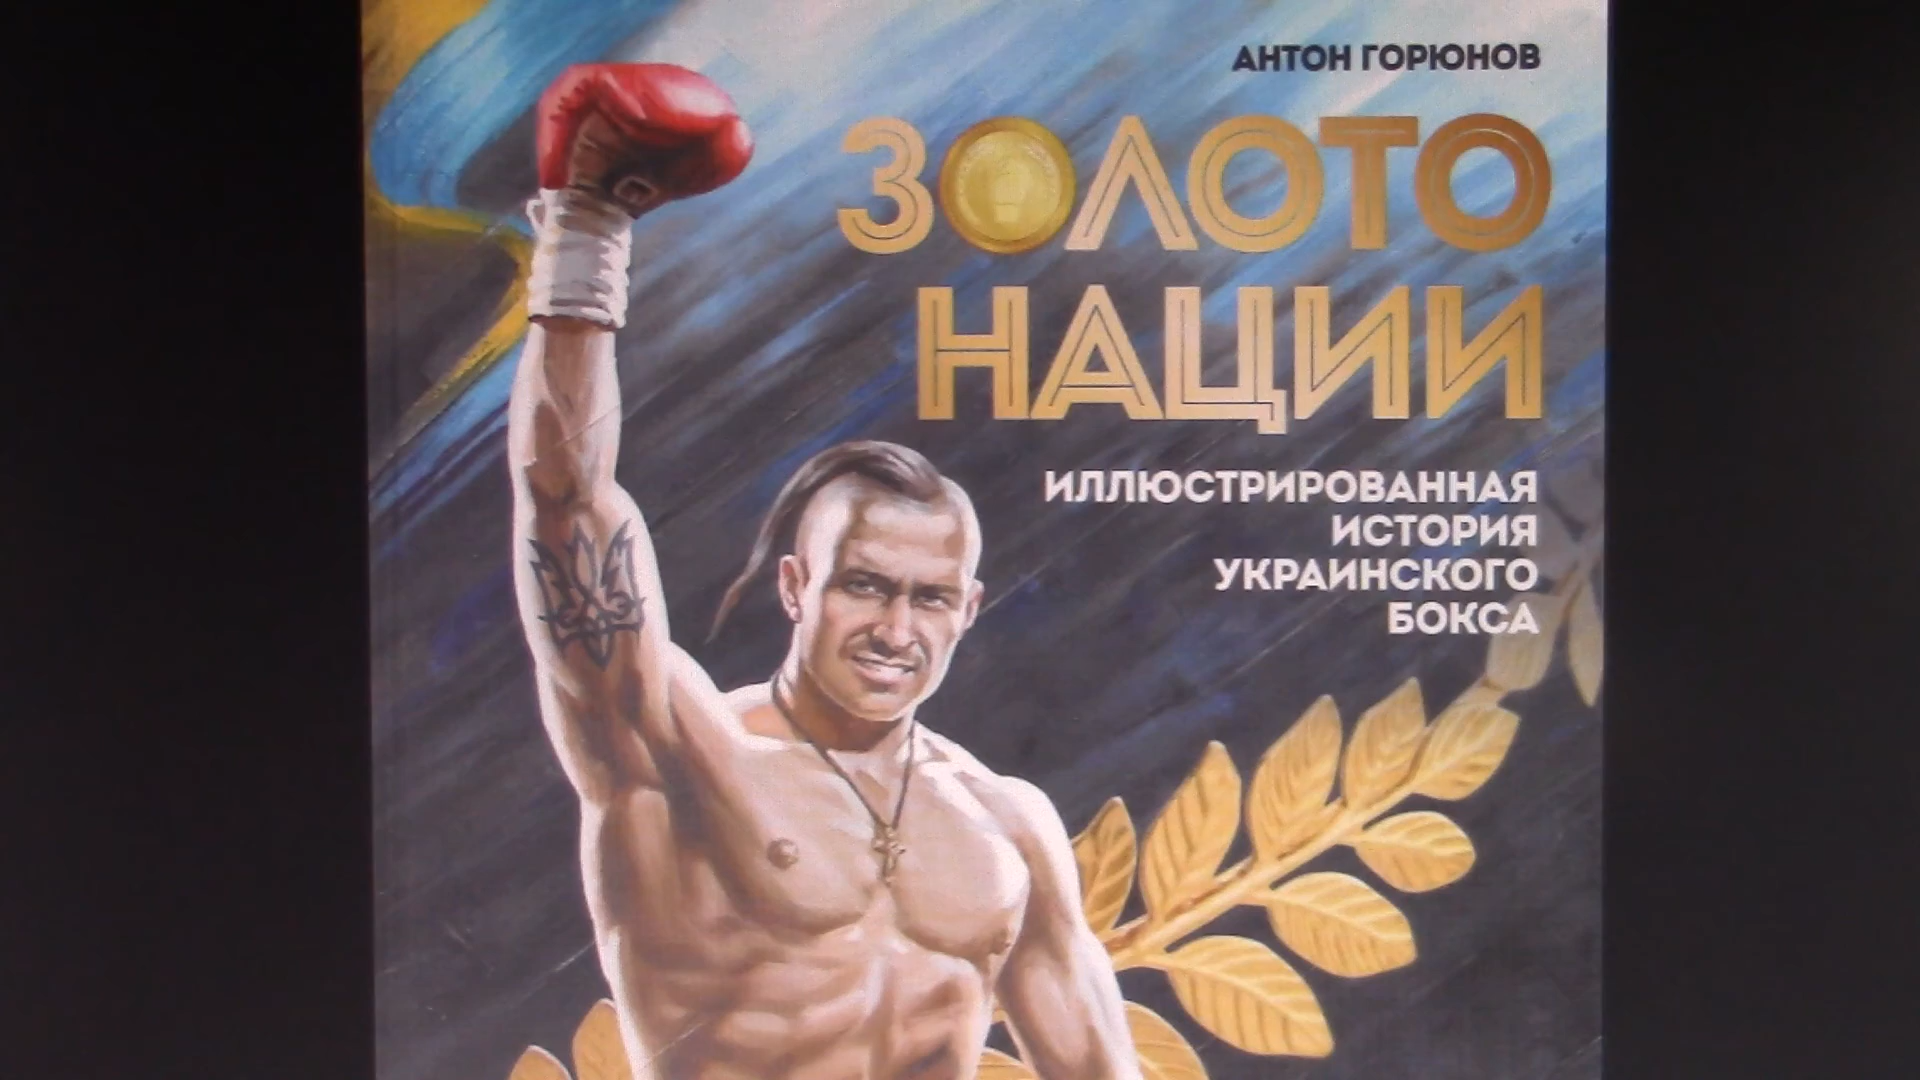 АНТОН ГОРЮНОВ
ЗОЛОТО
НАЦИИ
ИЛЛЮСТРИРОВАННАЯ
ИСТОРИЯ
УКРАИНСКОГО
БОКСА